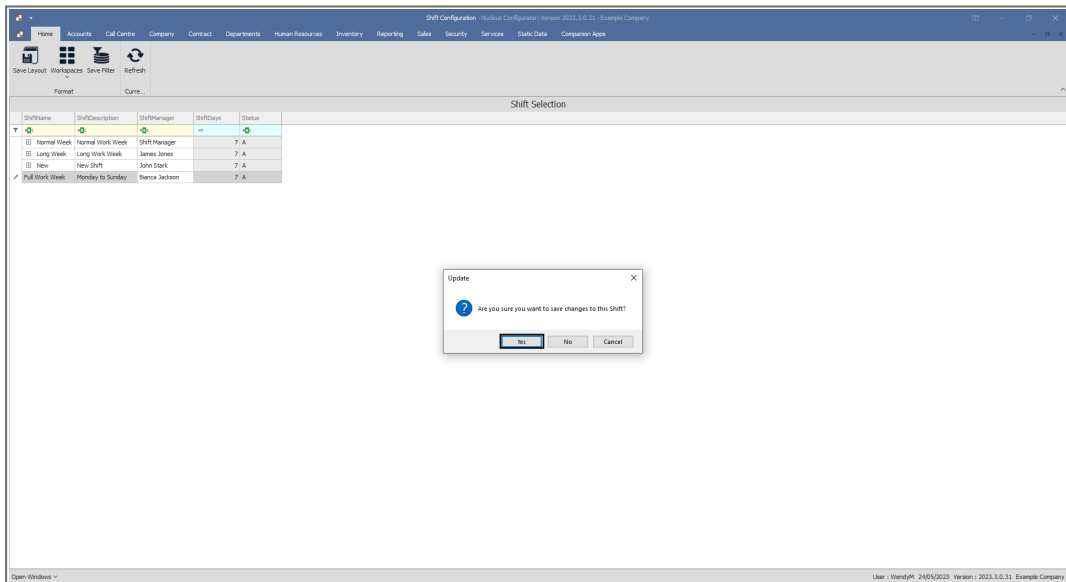 Shift Configuration - Nucleus Configurator: Version 2023.3.0.31 - Example Company
Home Accounts Call Centre Company Contract Departments Human Resources Inventory Reporting Sales Security Services Static Data Companion Apps
Save Layout Workspaces Save Filter Refresh
Format Curre...
Shift Selection
ShiftName ShiftDescription ShiftManager ShiftDays Status
Normal Week Normal Work Week Shift Manager 7 A
Long Week Long Work Week James Jones 7 A
New New Shift John Stark 7 A
Full Work Week Monday to Sunday Bianca Jackson 7 A
Update
? Are you sure you want to save changes to this Shift?
Yes No Cancel
Open Windows User : WendyM 24/05/2023 Version : 2023.3.0.31 Example Company